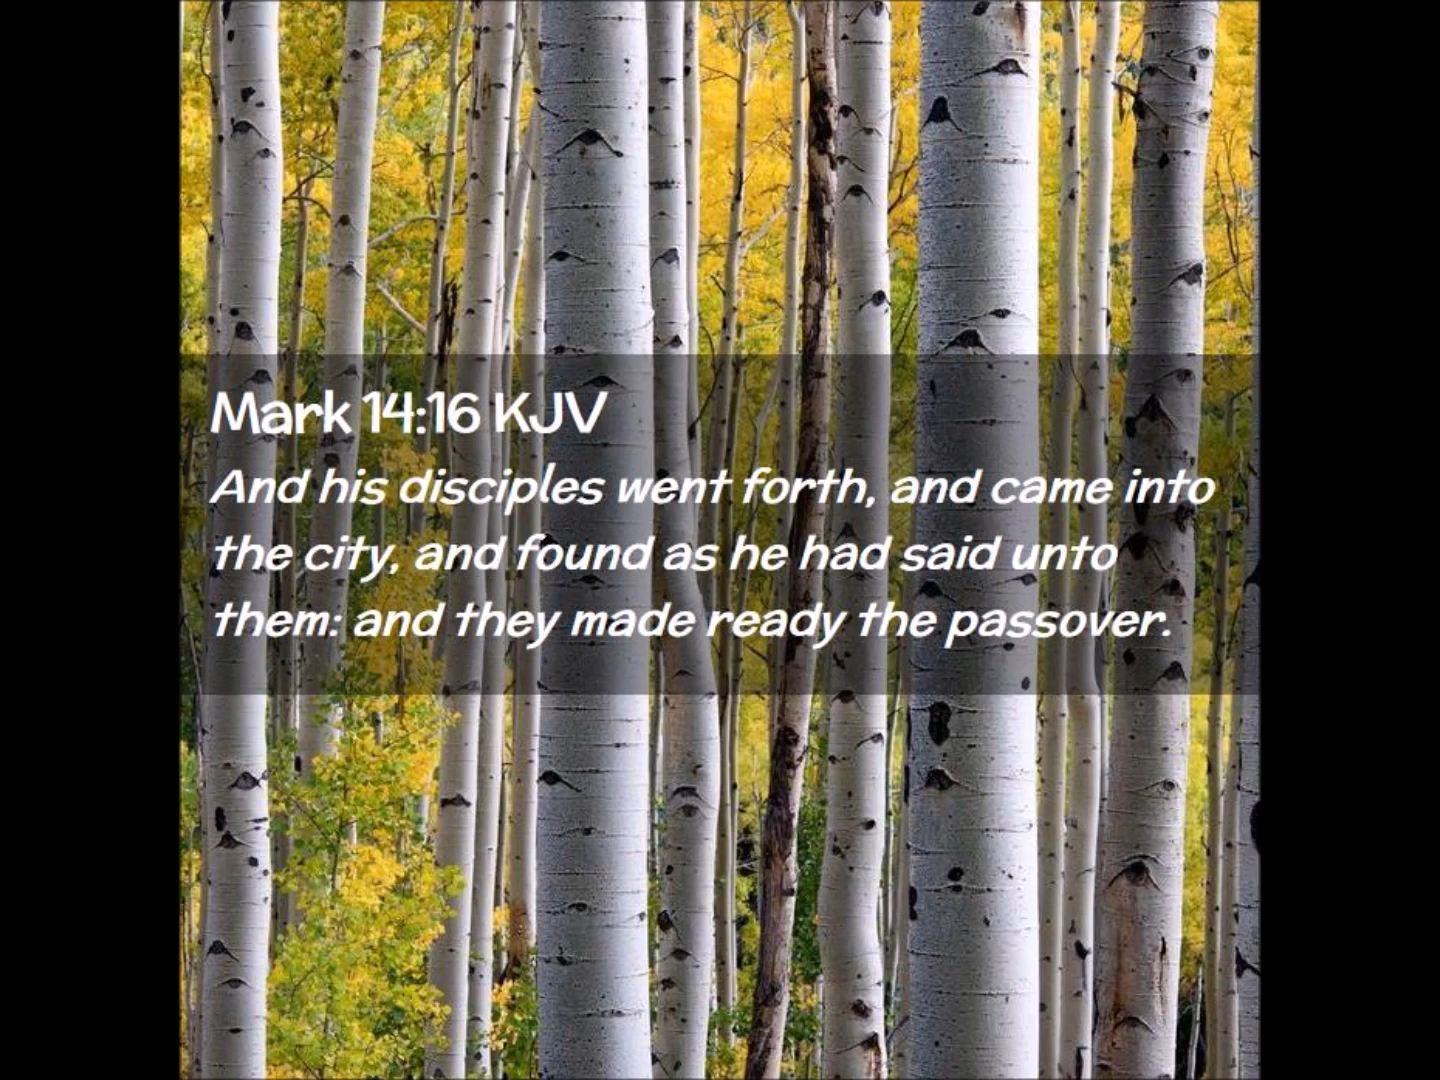 Mark 14:16 KJV
And his disciples went forth, and came into
the city, and found as he had said unto
them: and they made ready the passover.